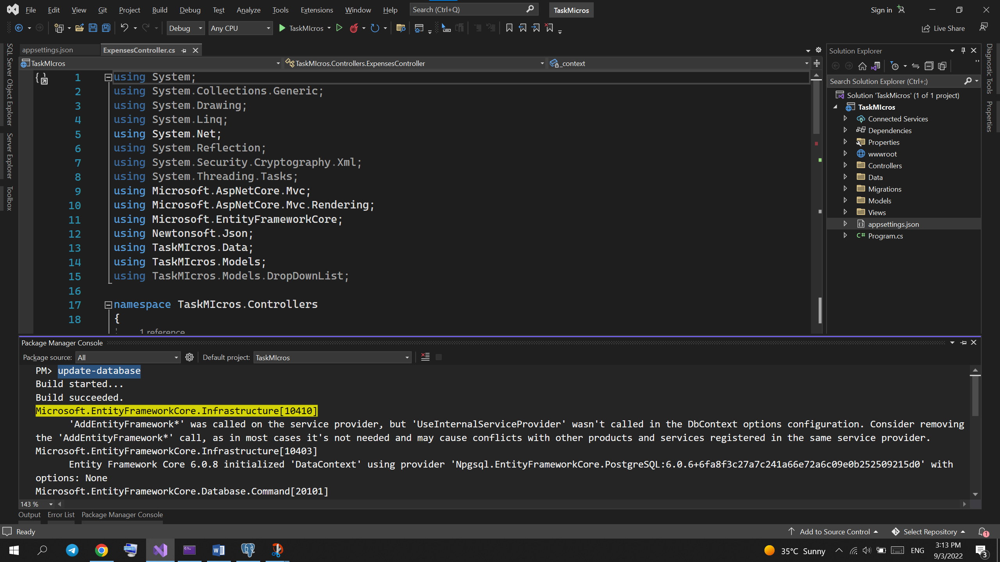 File Edit View Git Project Build Debug Test Analyze Tools Extensions Window Help Search (Ctrl+Q) TaskMicros Sign in
Debug Any CPU TaskMIcros Live Share
SQL Server Object Explorer
Server Explorer
Toolbox
appsettings.json ExpensesController.cs
TaskMIcros TaskMIcros.Controllers.ExpensesController _context
1 using System;
2 using System.Collections.Generic;
3 using System.Drawing;
4 using System.Linq;
5 using System.Net;
6 using System.Reflection;
7 using System.Security.Cryptography.Xml;
8 using System.Threading.Tasks;
9 using Microsoft.AspNetCore.Mvc;
10 using Microsoft.AspNetCore.Mvc.Rendering;
11 using Microsoft.EntityFrameworkCore;
12 using Newtonsoft.Json;
13 using TaskMIcros.Data;
14 using TaskMIcros.Models;
15 using TaskMIcros.Models.DropDownList;
16
17 namespace TaskMIcros.Controllers
18 {
1 reference
Solution Explorer
Search Solution Explorer (Ctrl+;)
Solution 'TaskMicros' (1 of 1 project)
TaskMIcros
Connected Services
Dependencies
Properties
wwwroot
Controllers
Data
Migrations
Models
Views
appsettings.json
C# Program.cs
Diagnostic Tools
Properties
Package Manager Console
Package source: All Default project: TaskMIcros
PM> update-database
Build started...
Build succeeded.
Microsoft.EntityFrameworkCore.Infrastructure[10410]
'AddEntityFramework*' was called on the service provider, but 'UseInternalServiceProvider' wasn't called in the DbContext options configuration. Consider removing
the 'AddEntityFramework*' call, as in most cases it's not needed and may cause conflicts with other products and services registered in the same service provider.
Microsoft.EntityFrameworkCore.Infrastructure[10403]
Entity Framework Core 6.0.8 initialized 'DataContext' using provider 'Npgsql.EntityFrameworkCore.PostgreSQL:6.0.6+6fa8f3c27a7c241a66e72a6c09e0b252509215d0' with
options: None
Microsoft.EntityFrameworkCore.Database.Command[20101]
143 %
Output Error List Package Manager Console
Ready Add to Source Control Select Repository 1
35°C Sunny ENG 3:13 PM
9/3/2022 3